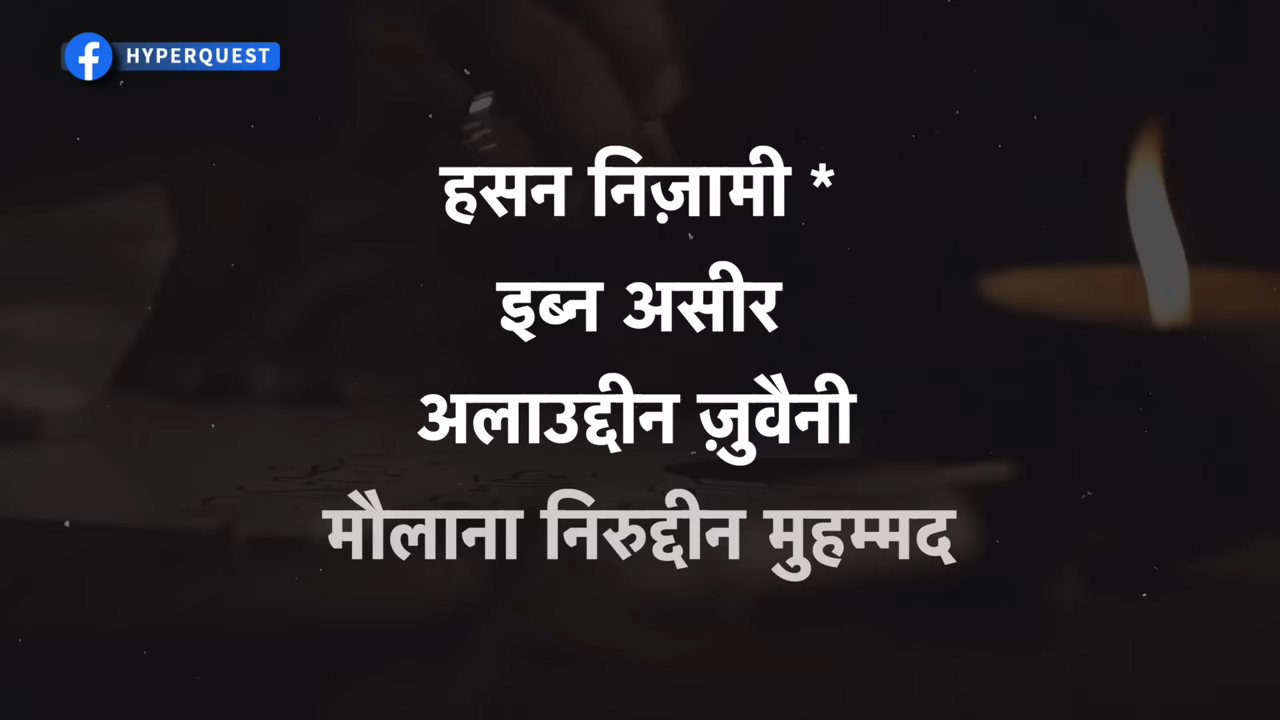 HYPERQUEST
हसन निज़ामी *
इब्न असीर
अलाउद्दीन ज़ुवैनी
मौलाना निरुद्दीन मुहम्मद